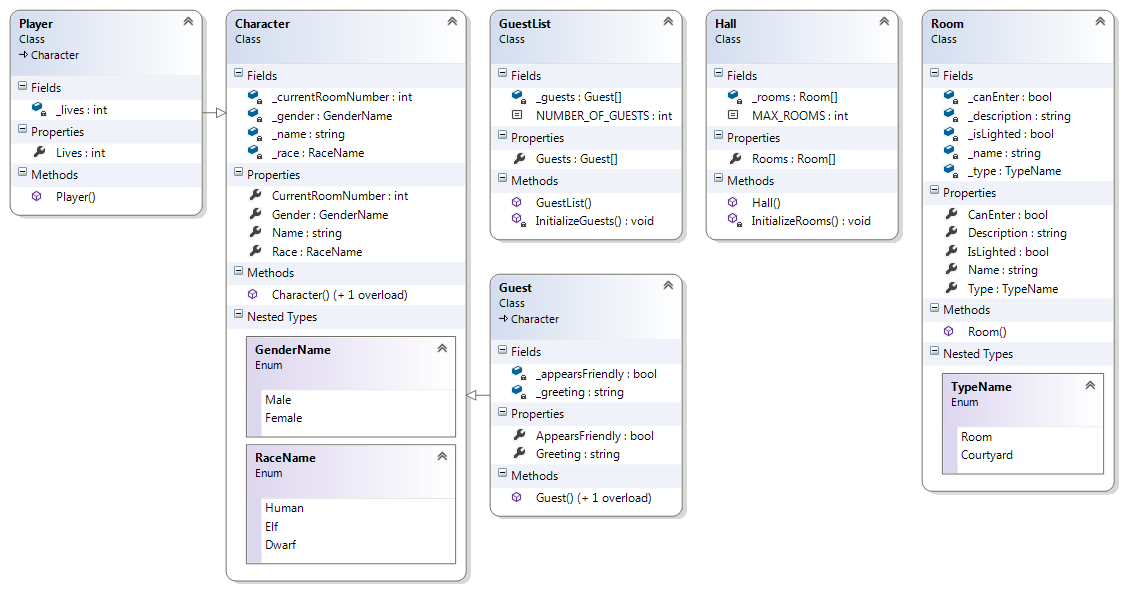 Player
Class
Character
Fields
_lives : int
Properties
Lives : int
Methods
Player()
Character
Class
Fields
_currentRoomNumber : int
_gender : GenderName
_name : string
_race : RaceName
Properties
CurrentRoomNumber : int
Gender : GenderName
Name : string
Race : RaceName
Methods
Character() (+ 1 overload)
Nested Types
GenderName
Enum
Male
Female
RaceName
Enum
Human
Elf
Dwarf
GuestList
Class
Fields
_guests : Guest[]
NUMBER_OF_GUESTS : int
Properties
Guests : Guest[]
Methods
GuestList()
InitializeGuests() : void
Guest
Class
Character
Fields
_appearsFriendly : bool
_greeting : string
Properties
AppearsFriendly : bool
Greeting : string
Methods
Guest() (+ 1 overload)
Hall
Class
Fields
_rooms : Room[]
MAX_ROOMS : int
Properties
Rooms : Room[]
Methods
Hall()
InitializeRooms() : void
Room
Class
Fields
_canEnter : bool
_description : string
_isLighted : bool
_name : string
_type : TypeName
Properties
CanEnter : bool
Description : string
IsLighted : bool
Name : string
Type : TypeName
Methods
Room()
Nested Types
TypeName
Enum
Room
Courtyard